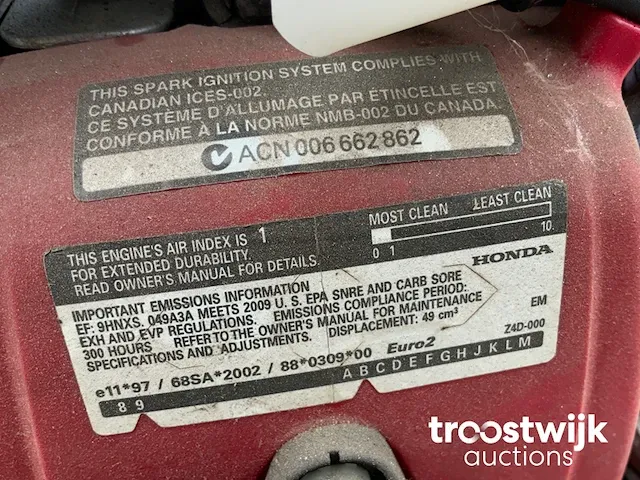 THIS SPARK IGNITION SYSTEM COMPLIES WITH
CANADIAN ICES-002.
CE SYSTÈME D'ALLUMAGE PAR ÉTINCELLE EST
CONFORME À LA NORME NMB-002 DU CANADA.
ACN 006 662 862
THIS ENGINE'S AIR INDEX IS 1
FOR EXTENDED DURABILITY.
READ OWNER'S MANUAL FOR DETAILS.
MOST CLEAN LEAST CLEAN
0 1 10
HONDA
IMPORTANT EMISSIONS INFORMATION
EF: 9HNXS. 049A3A MEETS 2009 U. S. EPA SNRE AND CARB SORE
EXH AND EVP REGULATIONS. EMISSIONS COMPLIANCE PERIOD:
300 HOURS REFER TO THE OWNER'S MANUAL FOR MAINTENANCE
SPECIFICATIONS AND ADJUSTMENTS. DISPLACEMENT: 49 cm³
EM
Z4D-000
e11*97 / 68SA*2002 / 88*0309*00 Euro2
8 9 A B C D E F G H J K L M
troostwijk
auctions